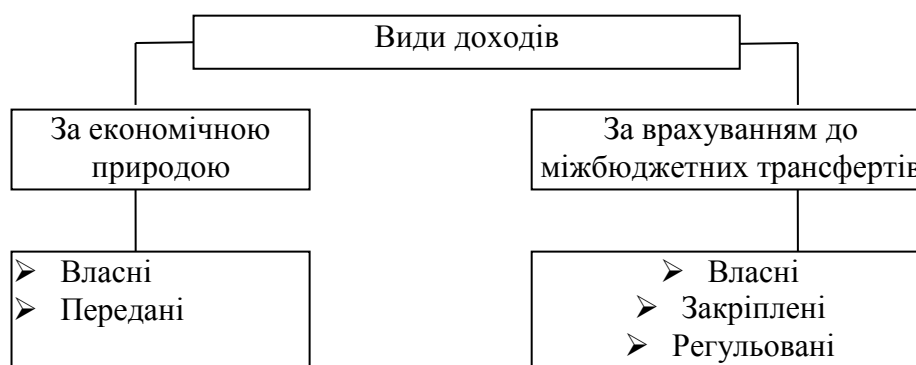 Види доходів
За економічною
природою
За врахуванням до
міжбюджетних трансфертів
➢ Власні
➢ Передані
➢ Власні
➢ Закріплені
➢ Регульовані